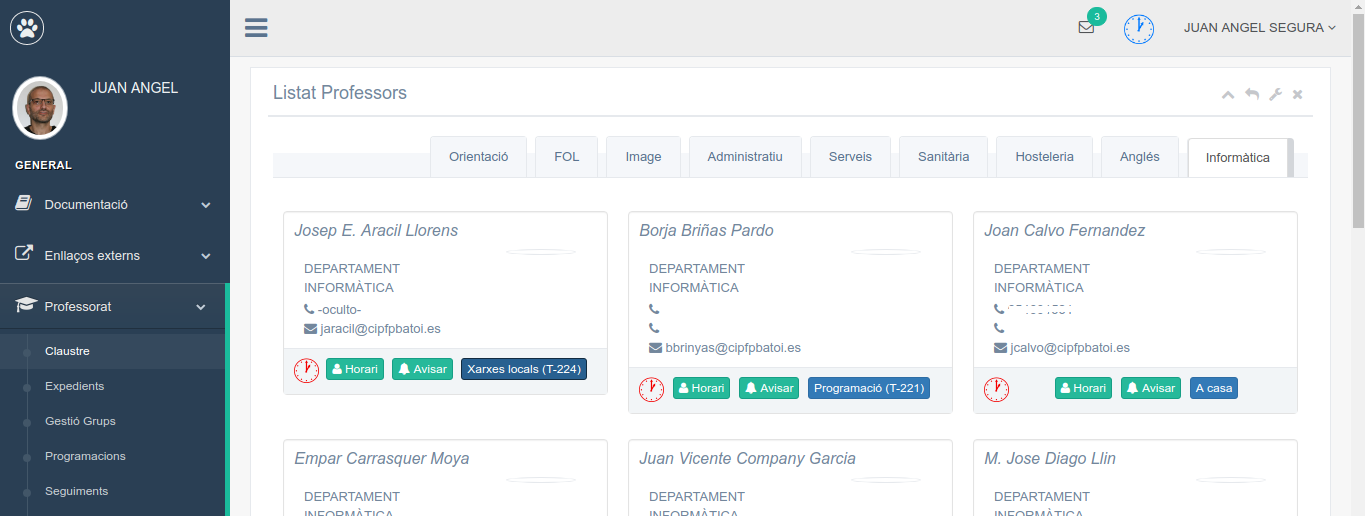 3
JUAN ANGEL SEGURA
JUAN ANGEL
GENERAL
Documentació
Enllaços externs
Professorat
Claustre
Expedients
Gestió Grups
Programacions
Seguiments
Listat Professors
Orientació
FOL
Image
Administratiu
Serveis
Sanitària
Hosteleria
Anglés
Informàtica
Josep E. Aracil Llorens
DEPARTAMENT
INFORMÀTICA
-oculto-
jaracil@cipfpbatoi.es
Horari
Avisar
Xarxes locals (T-224)
Borja Briñas Pardo
DEPARTAMENT
INFORMÀTICA
bbrinyas@cipfpbatoi.es
Horari
Avisar
Programació (T-221)
Joan Calvo Fernandez
DEPARTAMENT
INFORMÀTICA
jcalvo@cipfpbatoi.es
Horari
Avisar
A casa
Empar Carrasquer Moya
DEPARTAMENT
INFORMÀTICA
Juan Vicente Company Garcia
DEPARTAMENT
INFORMÀTICA
M. Jose Diago Llin
DEPARTAMENT
INFORMÀTICA